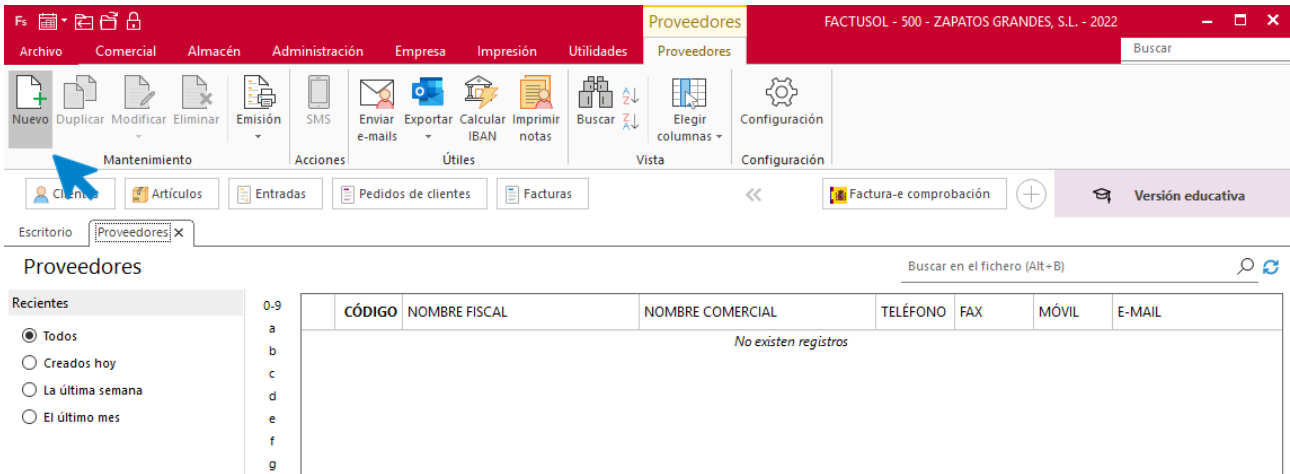 Fs
Proveedores
FACTUSOL - 500 - ZAPATOS GRANDES, S.L. - 2022
Archivo Comercial Almacén Administración Empresa Impresión Utilidades Proveedores Buscar
Nuevo Duplicar Modificar Eliminar Emisión SMS Enviar e-mails Exportar Calcular IBAN Imprimir notas Buscar Elegir columnas Configuración
Mantenimiento Acciones Útiles Vista Configuración
Clientes Artículos Entradas Pedidos de clientes Facturas Factura-e comprobación Versión educativa
Escritorio Proveedores
Proveedores Buscar en el fichero (Alt+B)
Recientes
Todos
Creados hoy
La última semana
El último mes
0-9
a
b
c
d
e
f
g
CÓDIGO NOMBRE FISCAL NOMBRE COMERCIAL TELÉFONO FAX MÓVIL E-MAIL
No existen registros